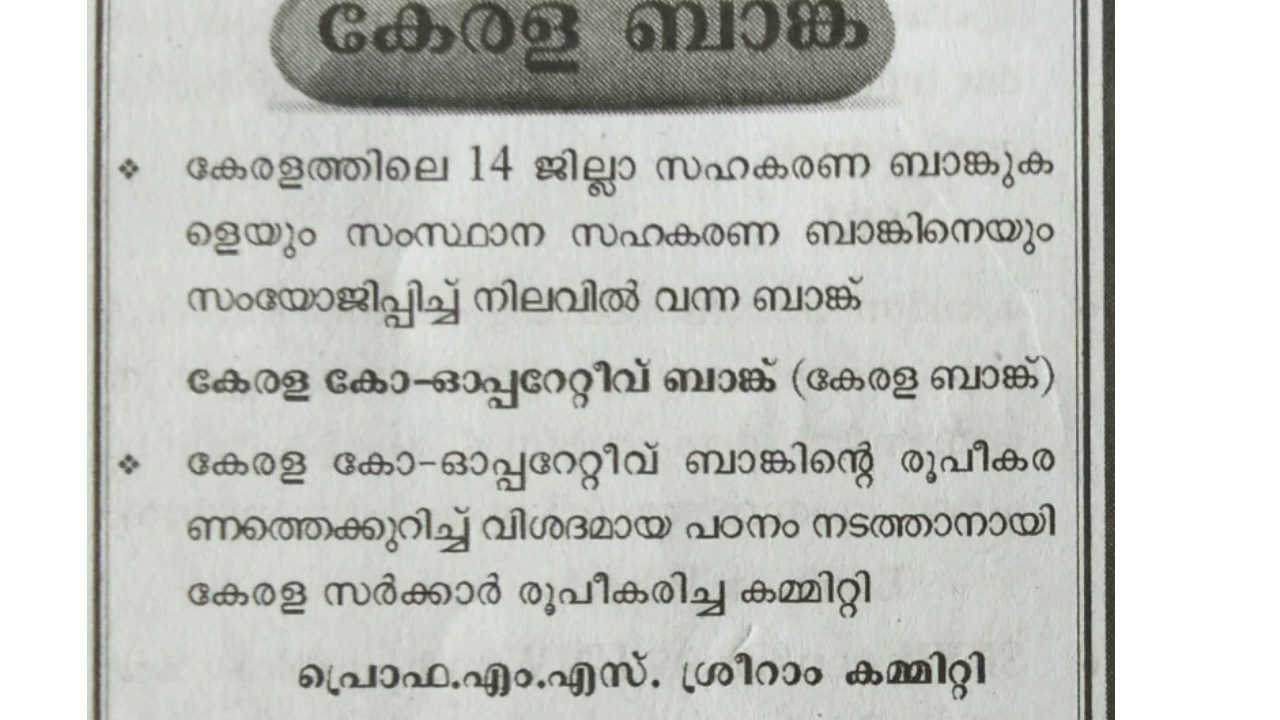 കേരള ബാങ്ക്
❖ കേരളത്തിലെ 14 ജില്ലാ സഹകരണ ബാങ്കുക
ളെയും സംസ്ഥാന സഹകരണ ബാങ്കിനെയും
സംയോജിപ്പിച്ച് നിലവിൽ വന്ന ബാങ്ക്
കേരള കോ-ഓപ്പറേറ്റീവ് ബാങ്ക് (കേരള ബാങ്ക്)
❖ കേരള കോ-ഓപ്പറേറ്റീവ് ബാങ്കിന്റെ രൂപീകര
ണത്തെക്കുറിച്ച് വിശദമായ പഠനം നടത്താനായി
കേരള സർക്കാർ രൂപീകരിച്ച കമ്മിറ്റി
പ്രൊഫ.എം.എസ്. ശ്രീറാം കമ്മിറ്റി